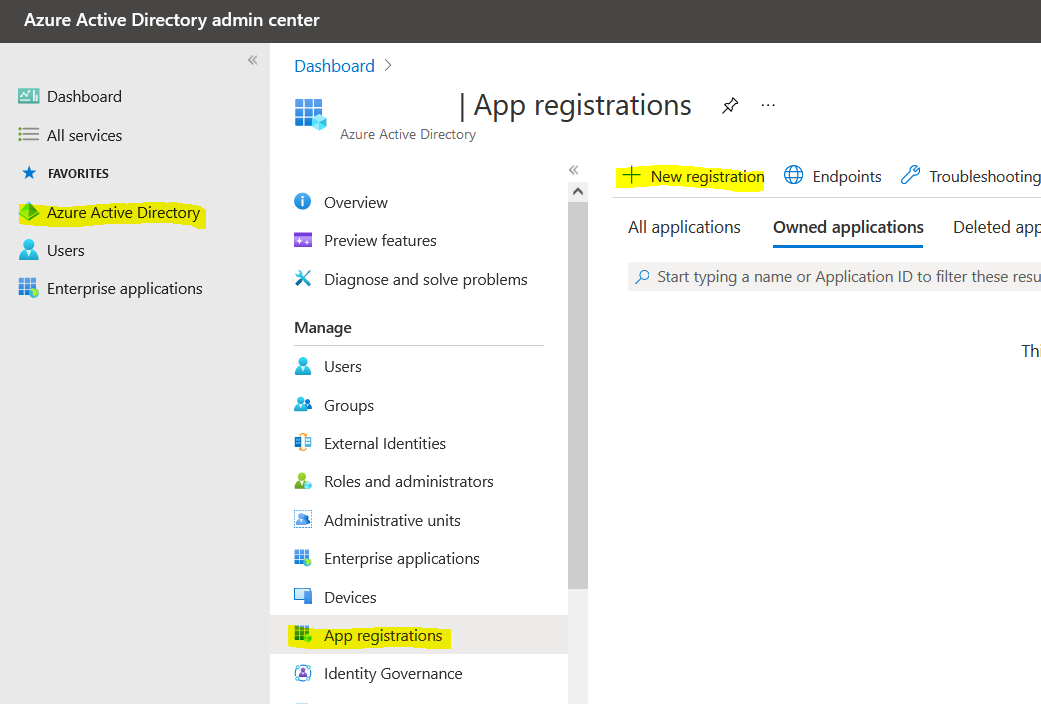 Azure Active Directory admin center
«
Dashboard
All services
FAVORITES
Azure Active Directory
Users
Enterprise applications
Dashboard >
| App registrations ...
Azure Active Directory
«
Overview
Preview features
Diagnose and solve problems
Manage
Users
Groups
External Identities
Roles and administrators
Administrative units
Enterprise applications
Devices
App registrations
Identity Governance
+ New registration Endpoints Troubleshooting
All applications Owned applications Deleted app
Start typing a name or Application ID to filter these resu
Thi